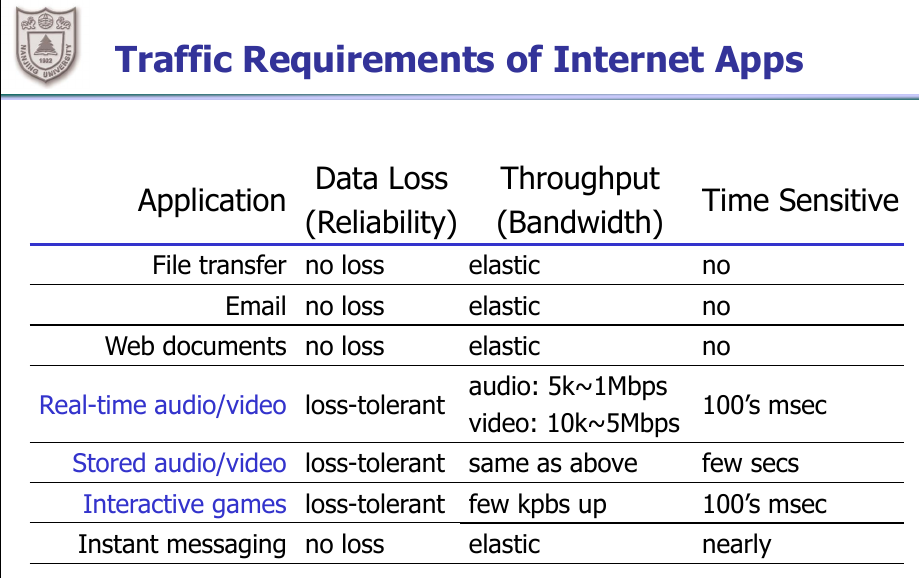 NANJING UNIVERSITY
1902
Traffic Requirements of Internet Apps
Application Data Loss (Reliability) Throughput (Bandwidth) Time Sensitive
File transfer no loss elastic no
Email no loss elastic no
Web documents no loss elastic no
Real-time audio/video loss-tolerant audio: 5k~1Mbps video: 10k~5Mbps 100’s msec
Stored audio/video loss-tolerant same as above few secs
Interactive games loss-tolerant few kpbs up 100’s msec
Instant messaging no loss elastic nearly